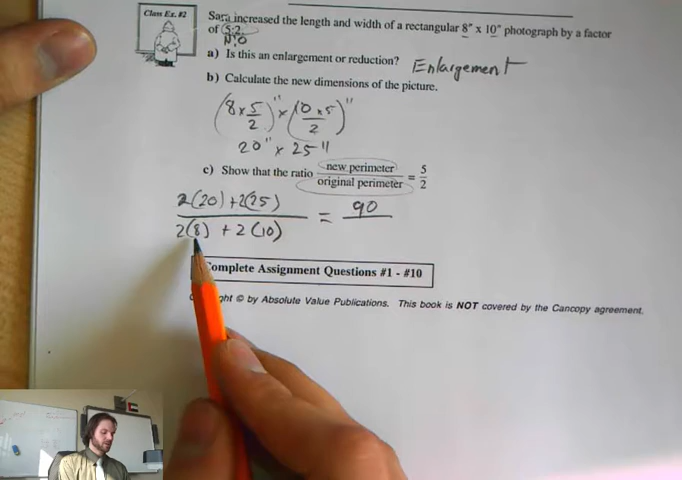 Class Ex. #2
Sara increased the length and width of a rectangular 8" x 10" photograph by a factor
of 5:2.
N:O
a) Is this an enlargement or reduction? Enlargement
b) Calculate the new dimensions of the picture.
(8 x 5/2)" x (10 x 5/2)"
20" x 25"
c) Show that the ratio new perimeter/original perimeter = 5/2
2(20) + 2(25) / 2(8) + 2(10) = 90
Complete Assignment Questions #1 - #10
ght © by Absolute Value Publications. This book is NOT covered by the Cancopy agreement.